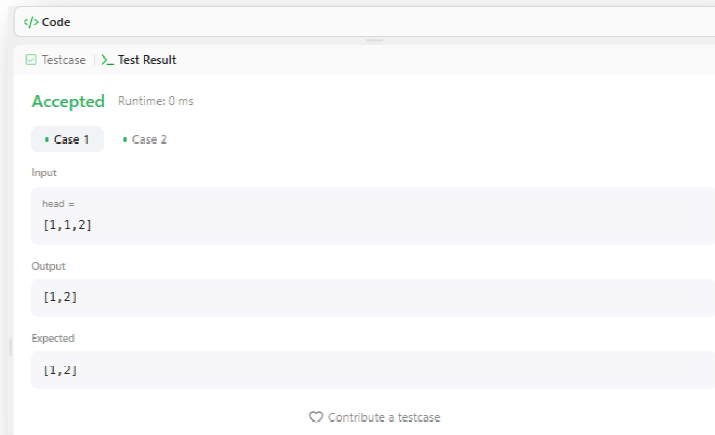 </> Code
Testcase | >_ Test Result
Accepted Runtime: 0 ms
• Case 1 • Case 2
Input
head =
[1,1,2]
Output
[1,2]
Expected
[1,2]
Contribute a testcase